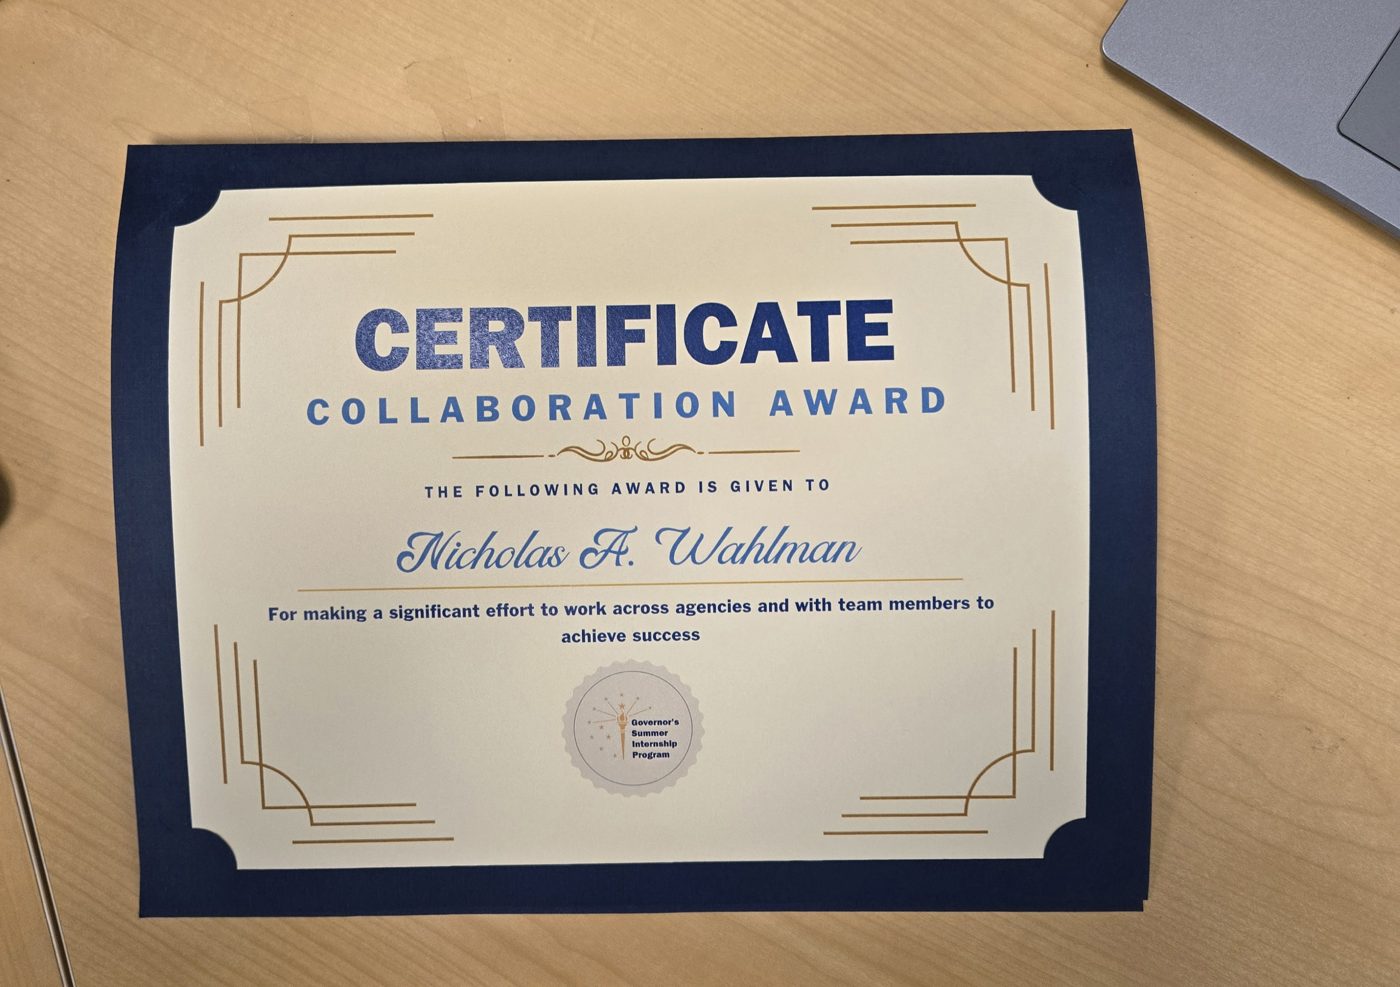 CERTIFICATE
COLLABORATION AWARD
THE FOLLOWING AWARD IS GIVEN TO
Nicholas A. Wahlman
For making a significant effort to work across agencies and with team members to
achieve success
Governor's
Summer
Internship
Program